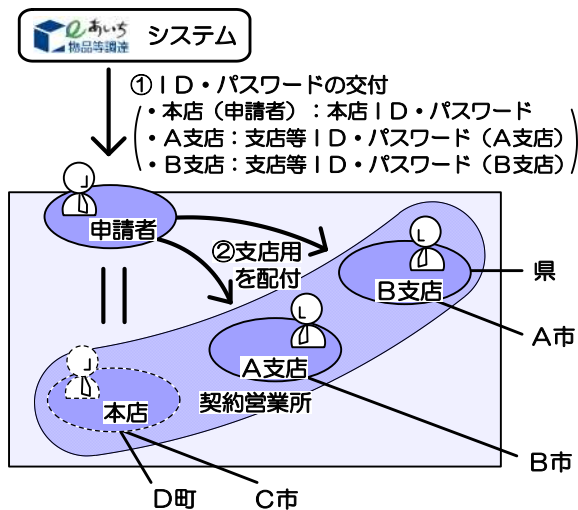 eあいち
物品等調達
システム
①ID・パスワードの交付
・本店(申請者):本店ID・パスワード
・A支店:支店等ID・パスワード(A支店)
・B支店:支店等ID・パスワード(B支店)
申請者
②支店用
を配付
B支店
県
A市
A支店
契約営業所
本店
B市
D町
C市